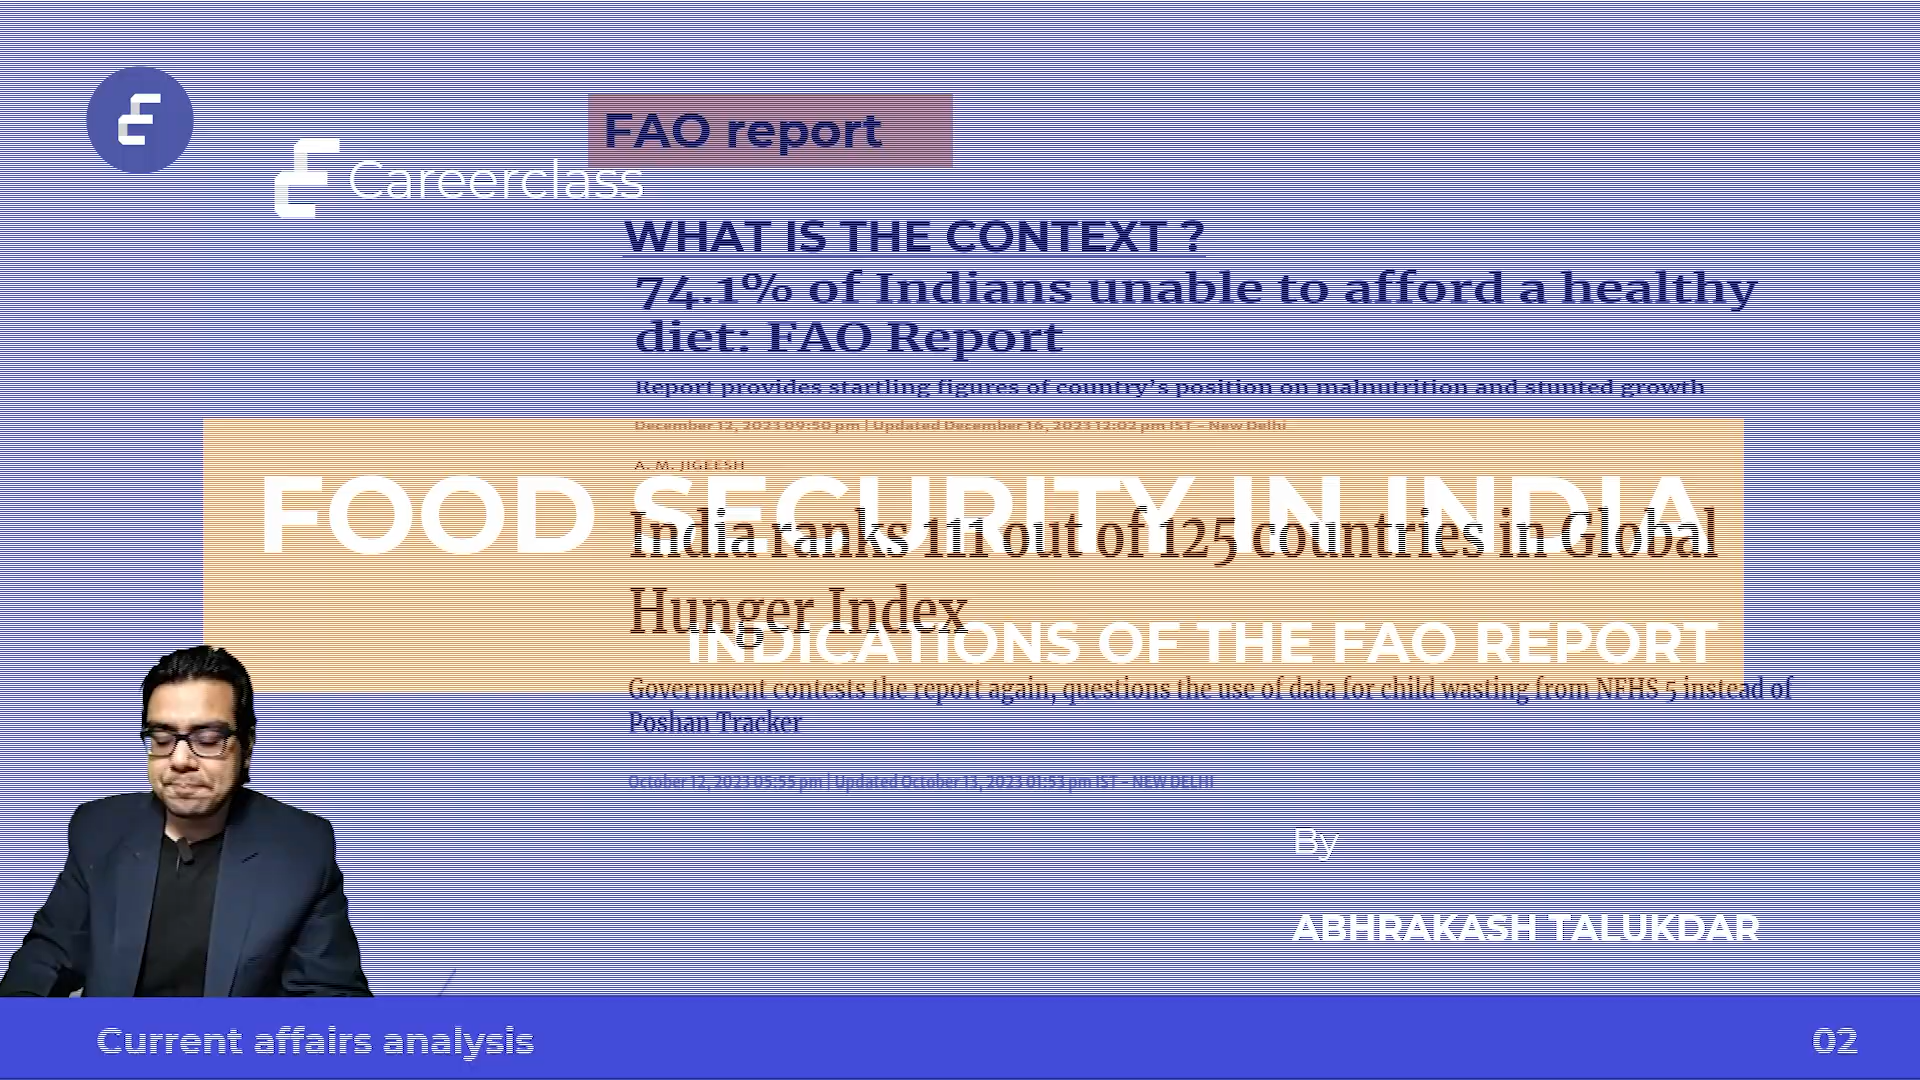 FAO report
Careerclass
WHAT IS THE CONTEXT ?
74.1% of Indians unable to afford a healthy
diet: FAO Report
Report provides startling figures of country's position on malnutrition and stunted growth
December 12, 2023 09:50 pm | Updated December 16, 2023 12:02 pm IST - New Delhi
A. M. JIGEESH
FOOD SECURITY IN INDIA
India ranks 111 out of 125 countries in Global
Hunger Index
INDICATIONS OF THE FAO REPORT
Government contests the report again, questions the use of data for child wasting from NFHS 5 instead of
Poshan Tracker
October 12, 2023 05:55 pm | Updated October 13, 2023 01:53 pm IST - NEW DELHI
By
ABHRAKASH TALUKDAR
Current affairs analysis
02